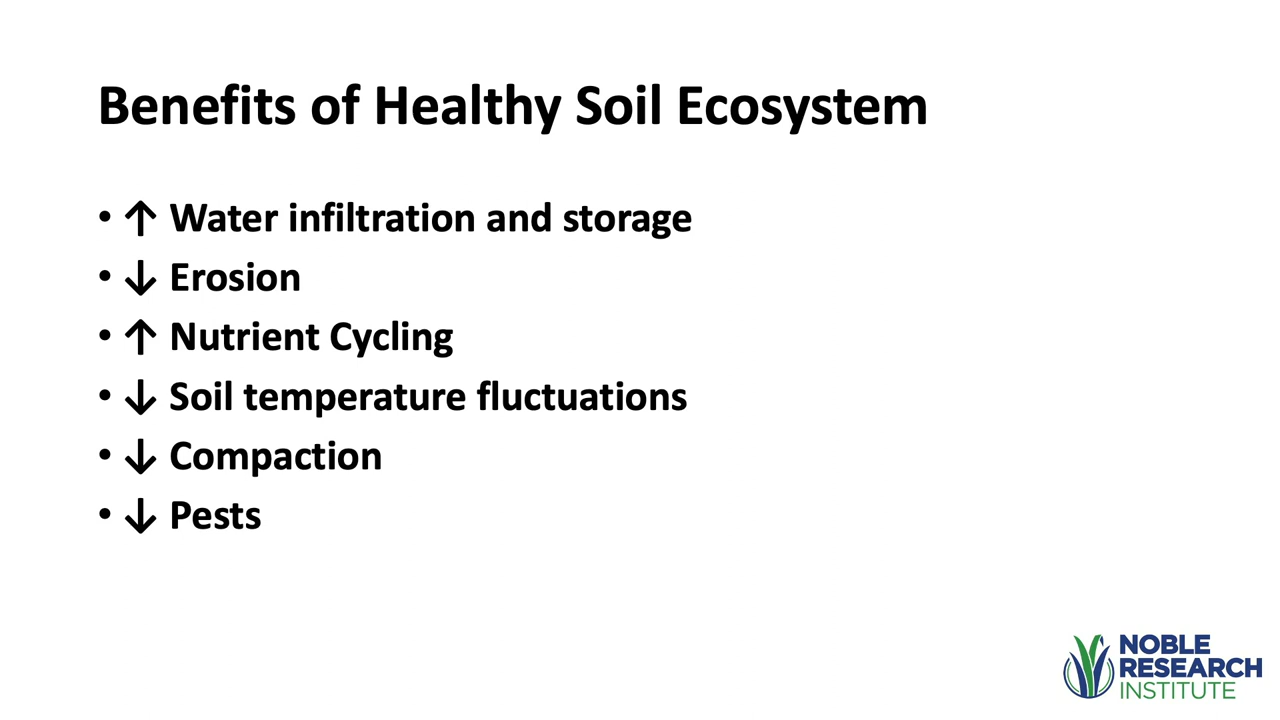 Benefits of Healthy Soil Ecosystem
• ↑ Water infiltration and storage
• ↓ Erosion
• ↑ Nutrient Cycling
• ↓ Soil temperature fluctuations
• ↓ Compaction
• ↓ Pests
NOBLE
RESEARCH
INSTITUTE